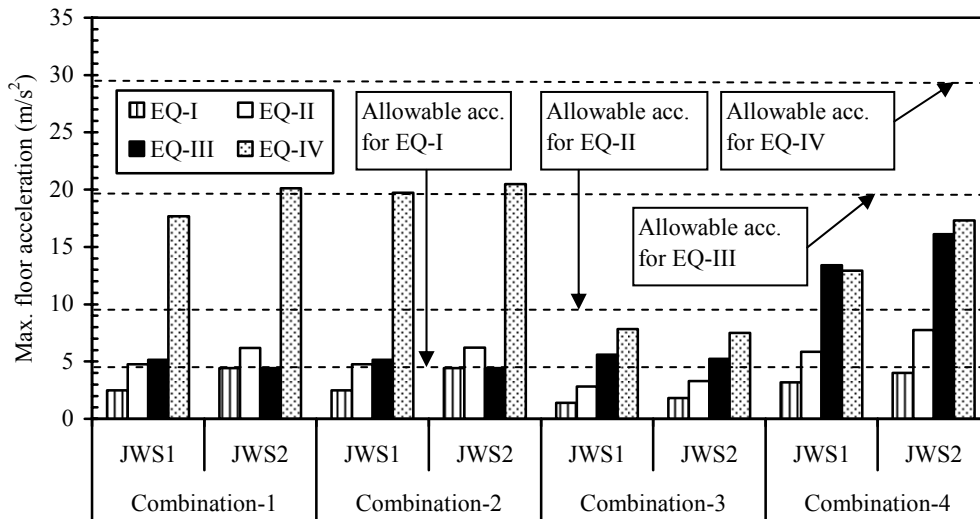 Max. floor acceleration (m/s²)
35
30
25
20
15
10
5
0
EQ-I
EQ-II
EQ-III
EQ-IV
Allowable acc.
for EQ-I
Allowable acc.
for EQ-II
Allowable acc.
for EQ-IV
Allowable acc.
for EQ-III
JWS1 JWS2 JWS1 JWS2 JWS1 JWS2 JWS1 JWS2
Combination-1 Combination-2 Combination-3 Combination-4